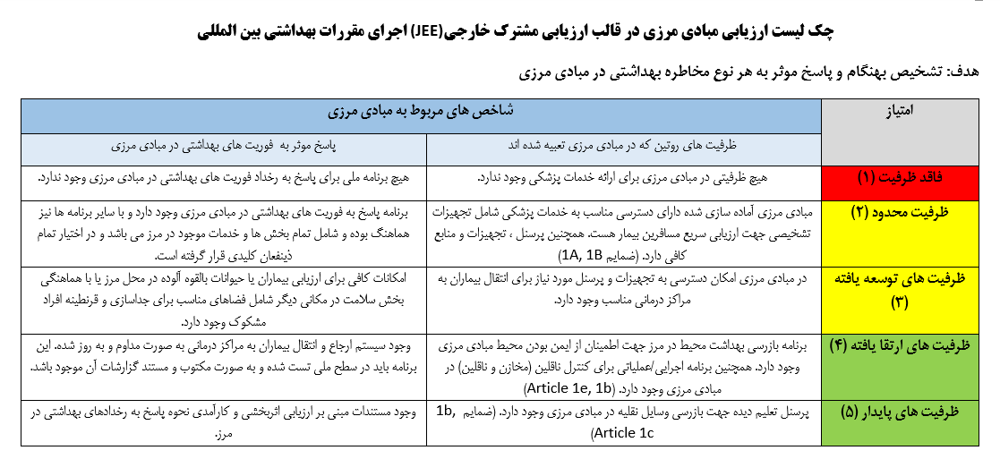 چک لیست ارزیابی مبادی مرزی در قالب ارزیابی مشترک خارجی(JEE) اجرای مقررات بهداشتی بین المللی
هدف: تشخیص بهنگام و پاسخ موثر به هر نوع مخاطره بهداشتی در مبادی مرزی
امتیاز
شاخص های مربوط به مبادی مرزی
ظرفیت های روتین که در مبادی مرزی تعبیه شده اند
پاسخ موثر به فوریت های بهداشتی در مبادی مرزی
فاقد ظرفیت (۱)
هیچ ظرفیتی در مبادی مرزی برای ارائه خدمات پزشکی وجود ندارد.
هیچ برنامه ملی برای پاسخ به رخداد فوریت های بهداشتی در مبادی مرزی وجود ندارد.
ظرفیت محدود (۲)
مبادی مرزی آماده سازی شده دارای دسترسی مناسب به خدمات پزشکی شامل تجهیزات
تشخیصی جهت ارزیابی سریع مسافرین بیمار هست. همچنین پرسنل ، تجهیزات و منابع
کافی دارد. (ضمایم 1A, 1B)
برنامه پاسخ به فوریت های بهداشتی در مبادی مرزی وجود دارد و با سایر برنامه ها نیز
هماهنگ بوده و شامل تمام بخش ها و خدمات موجود در مرز می باشد و در اختیار تمام
ذینفعان کلیدی قرار گرفته است.
ظرفیت های توسعه یافته
(۳)
در مبادی مرزی امکان دسترسی به تجهیزات و پرسنل مورد نیاز برای انتقال بیماران به
مراکز درمانی مناسب وجود دارد.
امکانات کافی برای ارزیابی بیماران یا حیوانات بالقوه آلوده در محل مرز یا با هماهنگی
بخش سلامت در مکانی دیگر شامل فضاهای مناسب برای جداسازی و قرنطینه افراد
مشکوک وجود دارد.
ظرفیت های ارتقا یافته (۴)
برنامه بازرسی بهداشت محیط در مرز جهت اطمینان از ایمن بودن محیط مبادی مرزی
وجود دارد. همچنین برنامه اجرایی/عملیاتی برای کنترل ناقلین (مخازن و ناقلین) در
مبادی مرزی وجود دارد. (Article 1e, 1b)
وجود سیستم ارجاع و انتقال بیماران به مراکز درمانی به صورت مداوم و به روز شده. این
برنامه باید در سطح ملی تست شده و به صورت مکتوب و مستند گزارشات آن موجود باشد.
ظرفیت های پایدار (۵)
پرسنل تعلیم دیده جهت بازرسی وسایل نقلیه در مبادی مرزی وجود دارد. (ضمایم 1b,
Article 1c)
وجود مستندات مبنی بر ارزیابی اثربخشی و کارآمدی نحوه پاسخ به رخدادهای بهداشتی در
مرز.